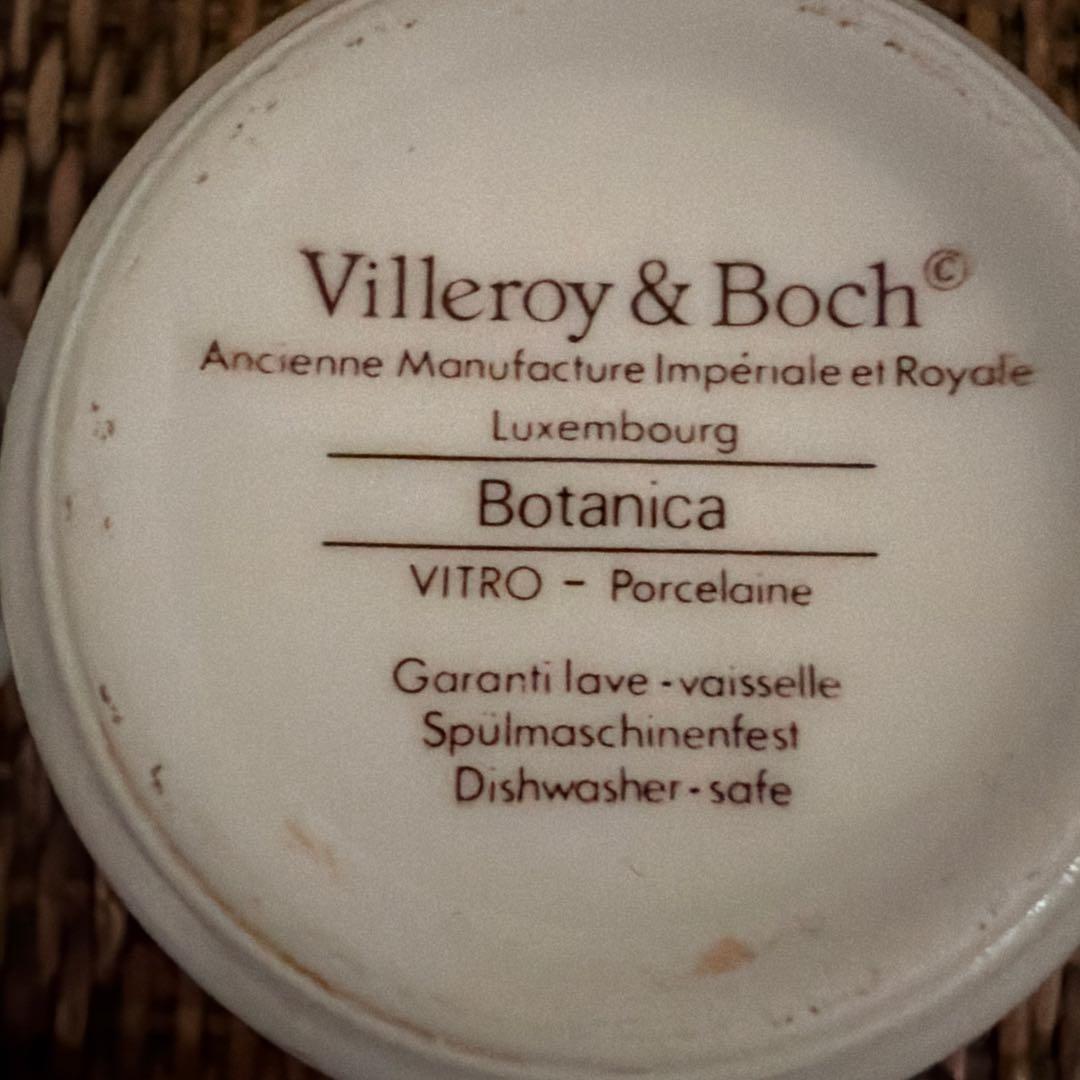 Villeroy & Boch©
Ancienne Manufacture Impériale et Royale
Luxembourg
Botanica
VITRO - Porcelaine
Garanti lave-vaisselle
Spülmaschinenfest
Dishwasher-safe